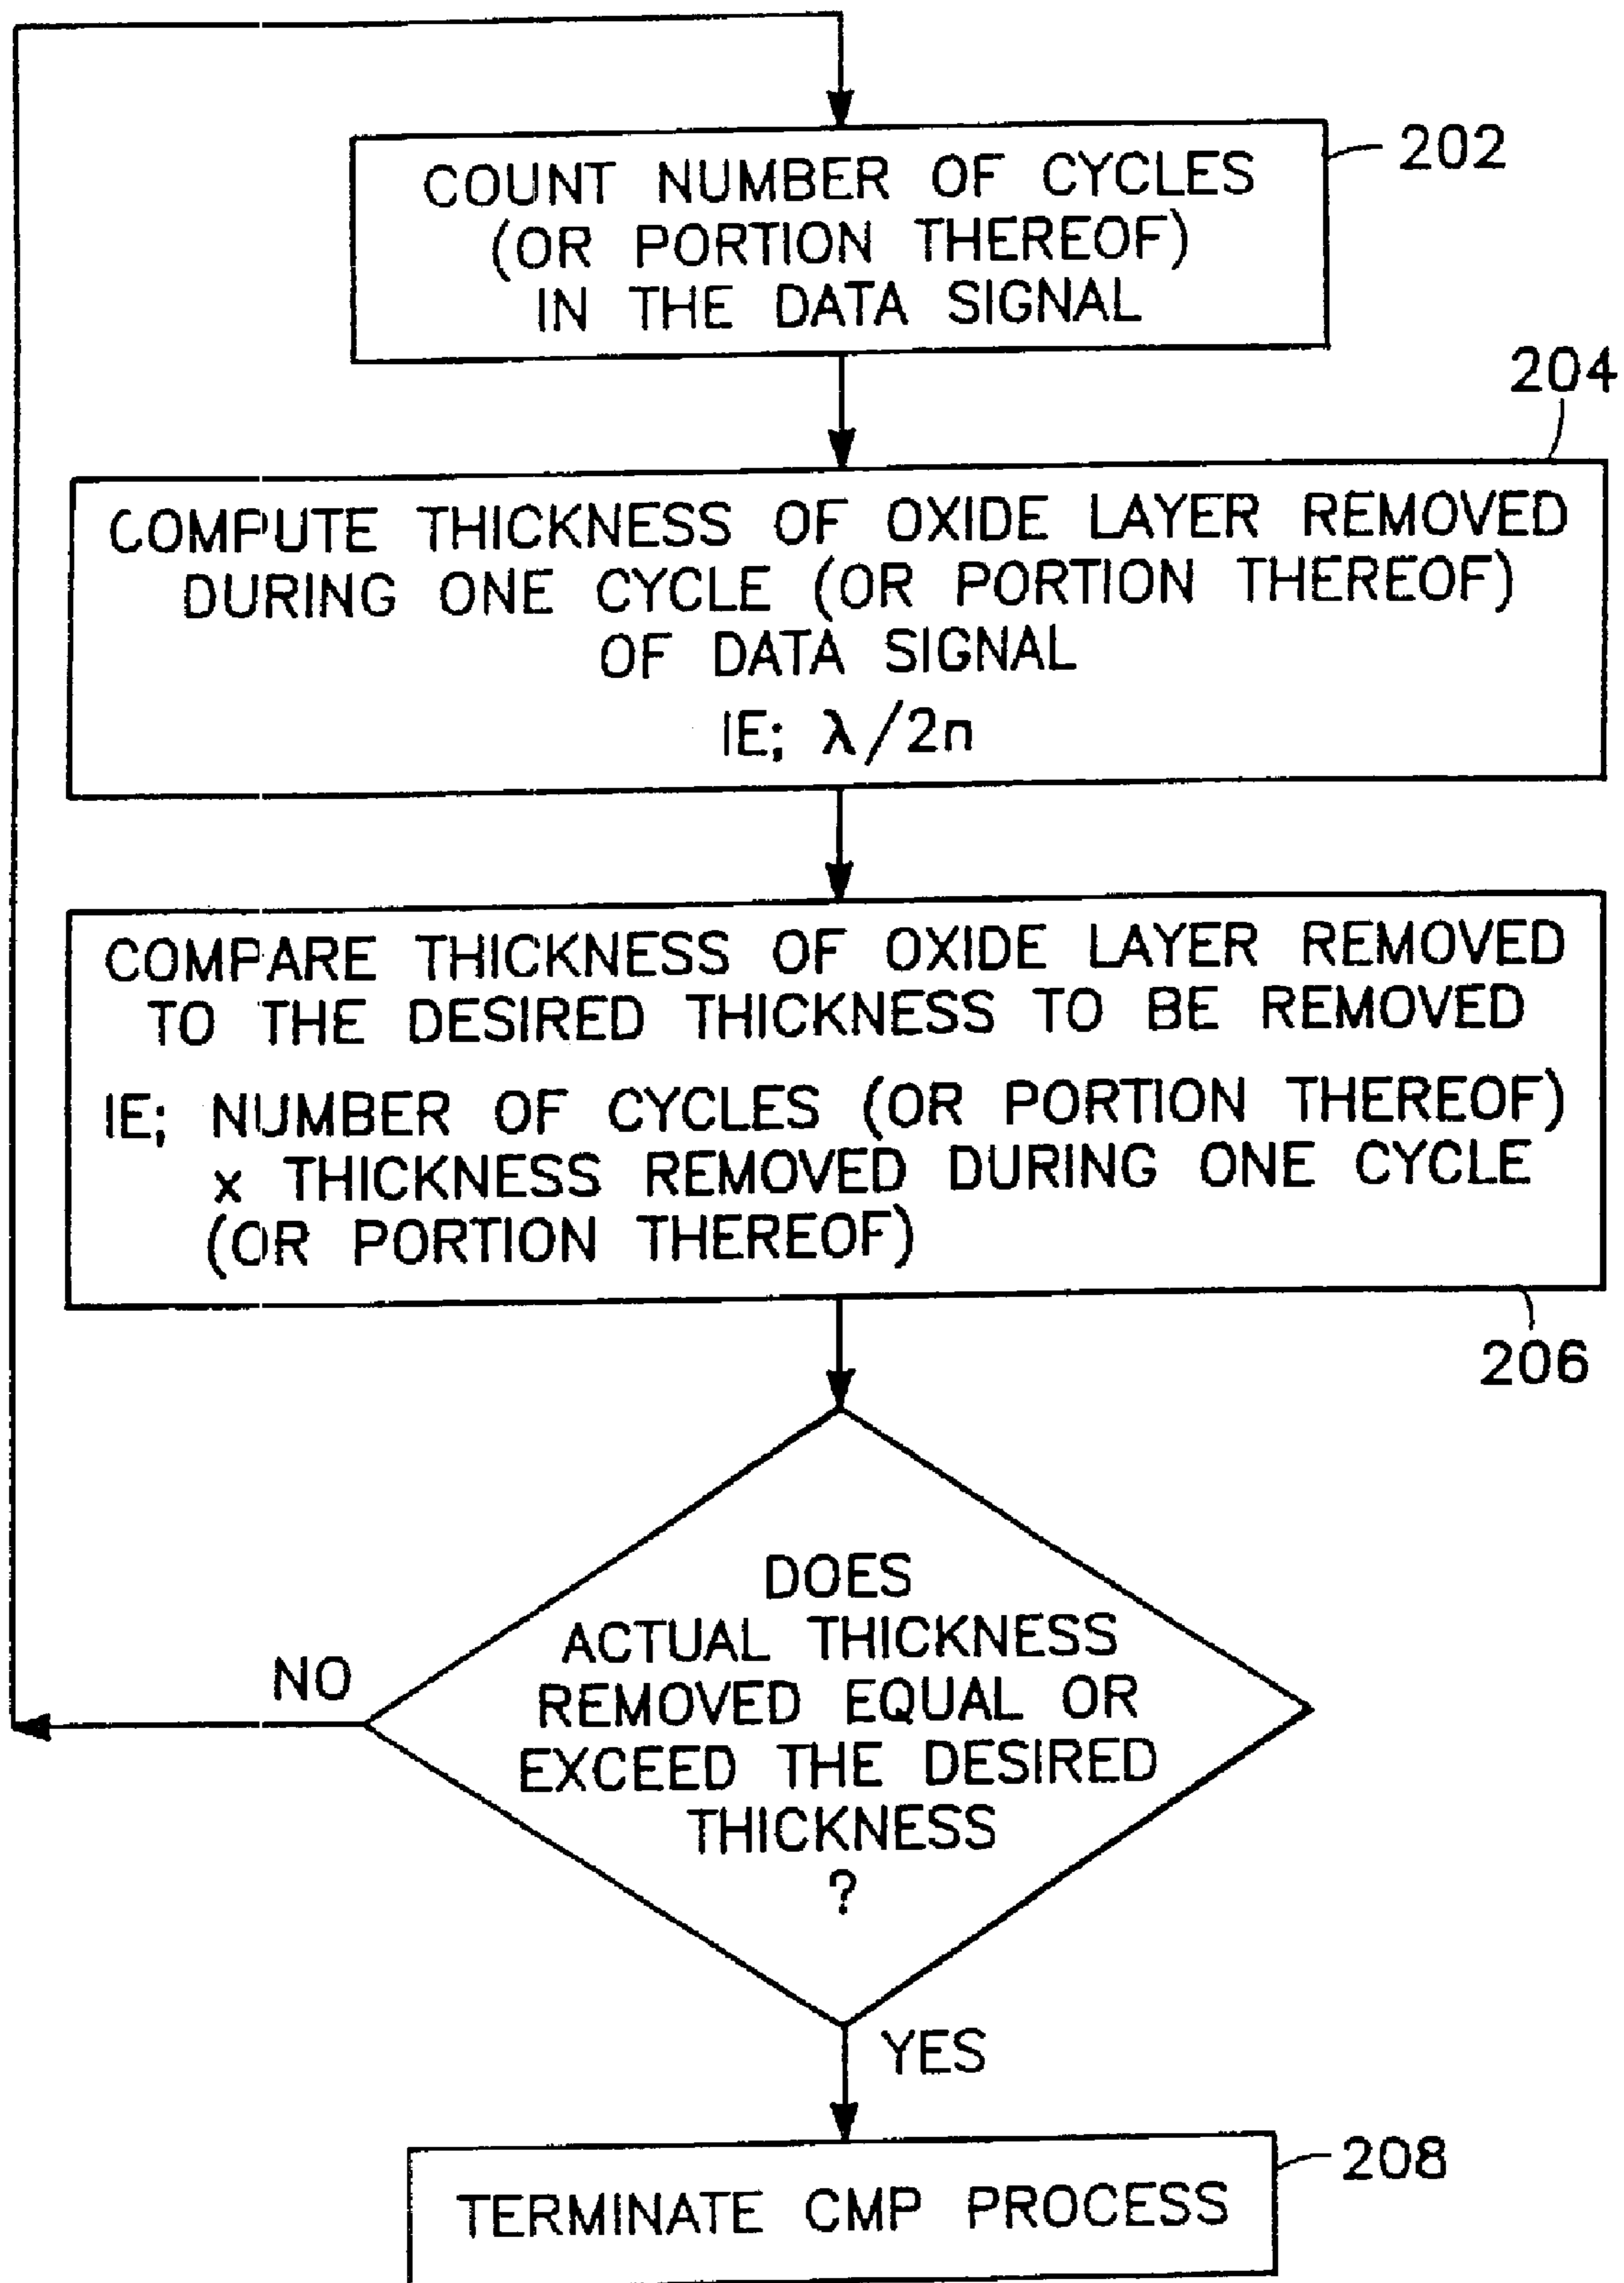 COUNT NUMBER OF CYCLES
(OR PORTION THEREOF)
IN THE DATA SIGNAL
202
204
COMPUTE THICKNESS OF OXIDE LAYER REMOVED
DURING ONE CYCLE (OR PORTION THEREOF)
OF DATA SIGNAL
IE; λ/2n
COMPARE THICKNESS OF OXIDE LAYER REMOVED
TO THE DESIRED THICKNESS TO BE REMOVED
IE; NUMBER OF CYCLES (OR PORTION THEREOF)
x THICKNESS REMOVED DURING ONE CYCLE
(OR PORTION THEREOF)
206
DOES
ACTUAL THICKNESS
REMOVED EQUAL OR
EXCEED THE DESIRED
THICKNESS
?
NO
YES
208
TERMINATE CMP PROCESS